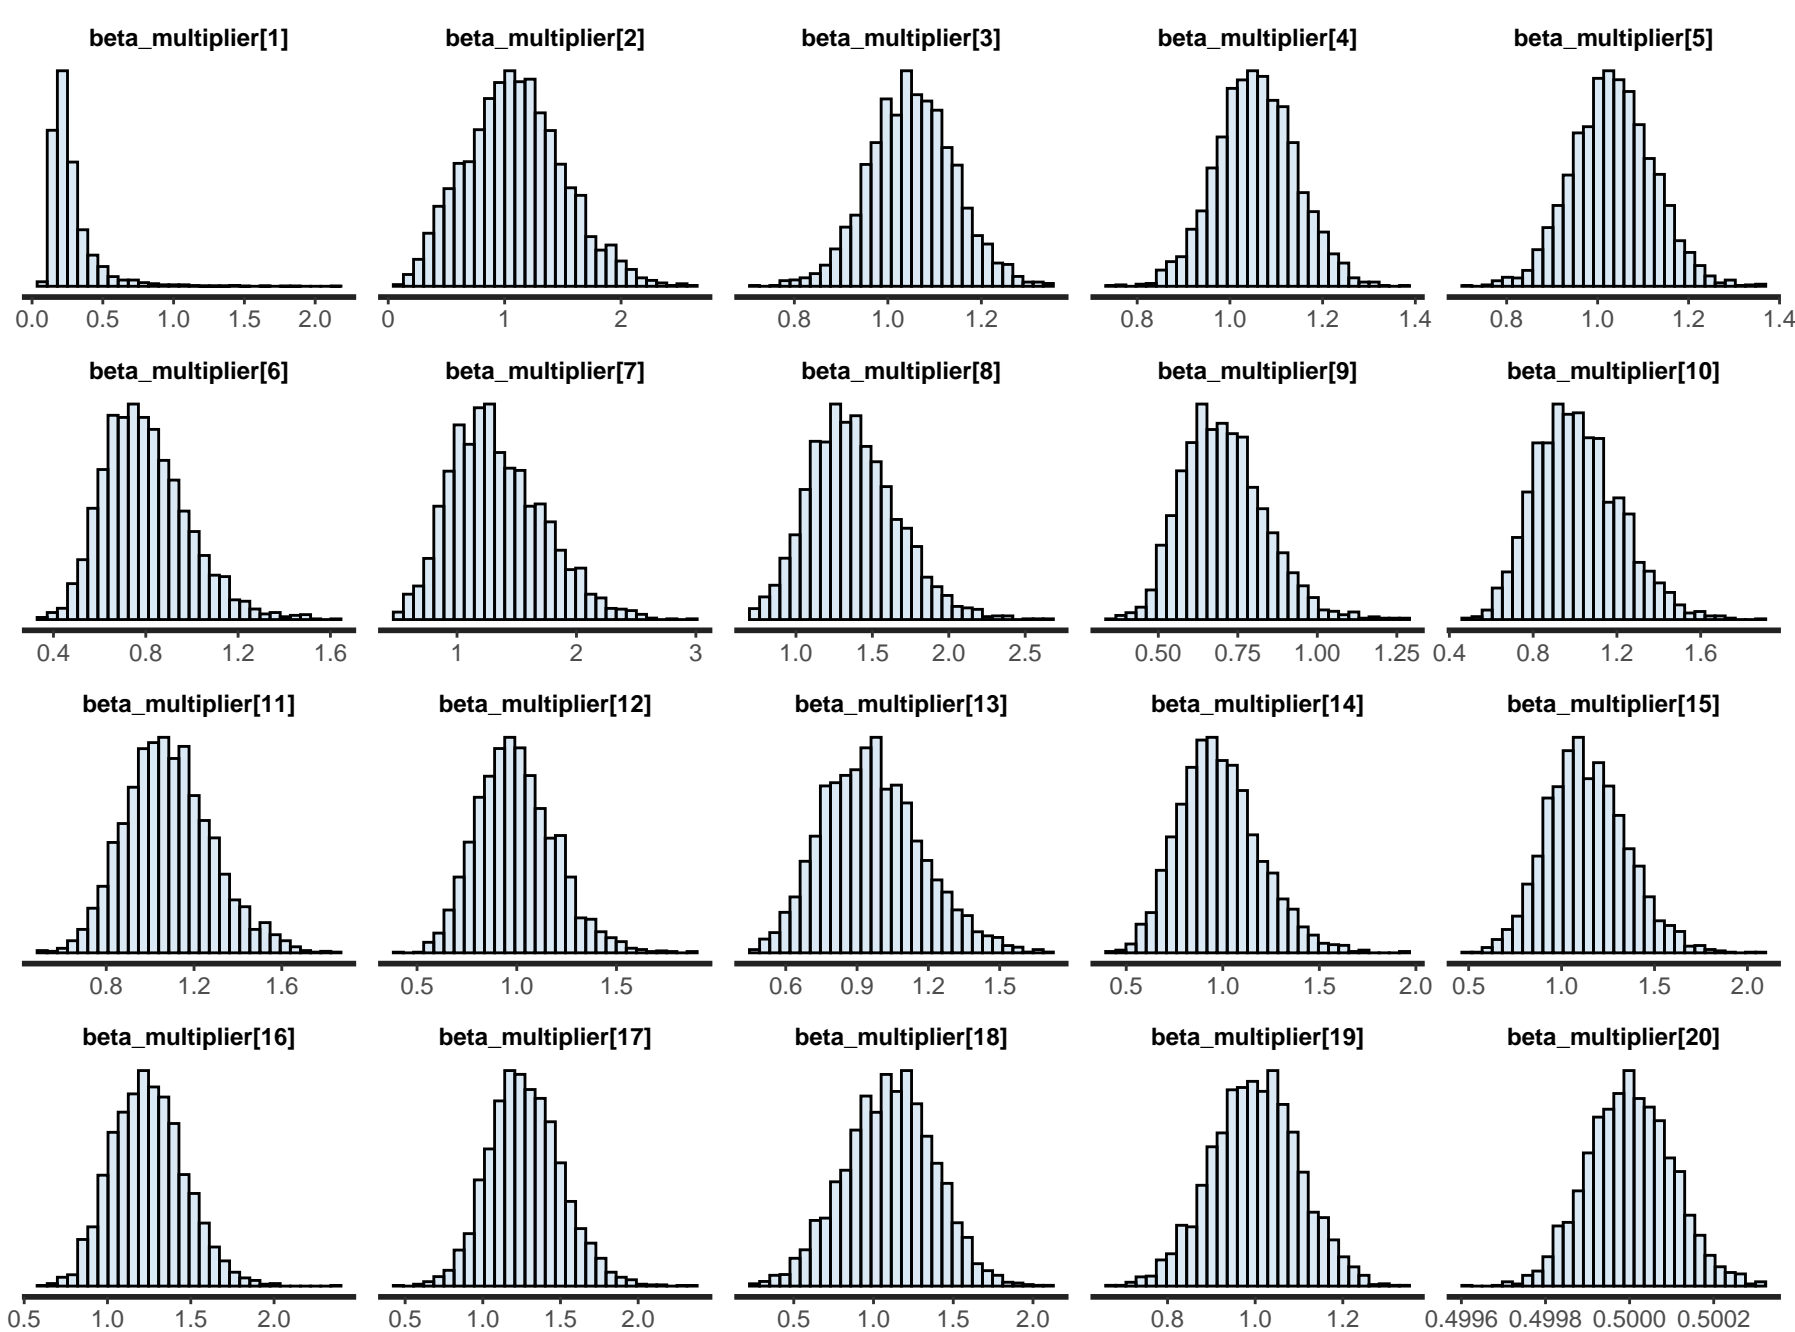 beta_multiplier[1] beta_multiplier[2] beta_multiplier[3] beta_multiplier[4] beta_multiplier[5]
0.0 0.5 1.0 1.5 2.0 0 1 2 0.8 1.0 1.2 0.8 1.0 1.2 1.4 0.8 1.0 1.2 1.4
beta_multiplier[6] beta_multiplier[7] beta_multiplier[8] beta_multiplier[9] beta_multiplier[10]
0.4 0.8 1.2 1.6 1 2 3 1.0 1.5 2.0 2.5 0.50 0.75 1.00 1.25 0.4 0.8 1.2 1.6
beta_multiplier[11] beta_multiplier[12] beta_multiplier[13] beta_multiplier[14] beta_multiplier[15]
0.8 1.2 1.6 0.5 1.0 1.5 0.6 0.9 1.2 1.5 0.5 1.0 1.5 2.0 0.5 1.0 1.5 2.0
beta_multiplier[16] beta_multiplier[17] beta_multiplier[18] beta_multiplier[19] beta_multiplier[20]
0.5 1.0 1.5 2.0 0.5 1.0 1.5 2.0 0.5 1.0 1.5 2.0 0.8 1.0 1.2 0.4996 0.4998 0.5000 0.5002